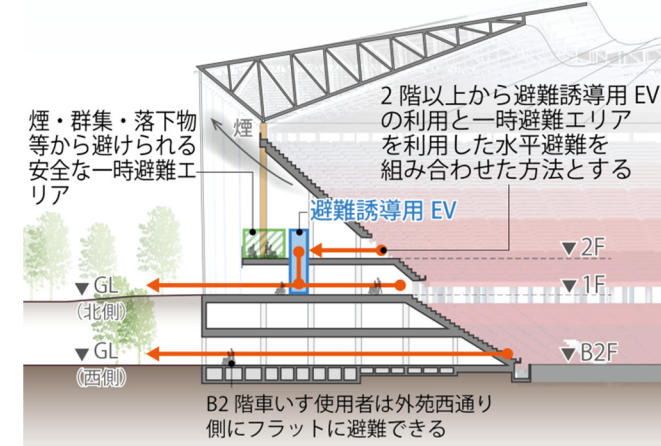 2 階以上から避難誘導用 EV
の利用と一時避難エリア
を利用した水平避難を
組み合わせた方法とする
煙・群集・落下物
等から避けられる
安全な一時避難エ
リア
煙
避難誘導用 EV
▼2F
▼GL
(北側)
▼1F
▼GL
(西側)
▼B2F
B2 階車いす使用者は外苑西通り
側にフラットに避難できる